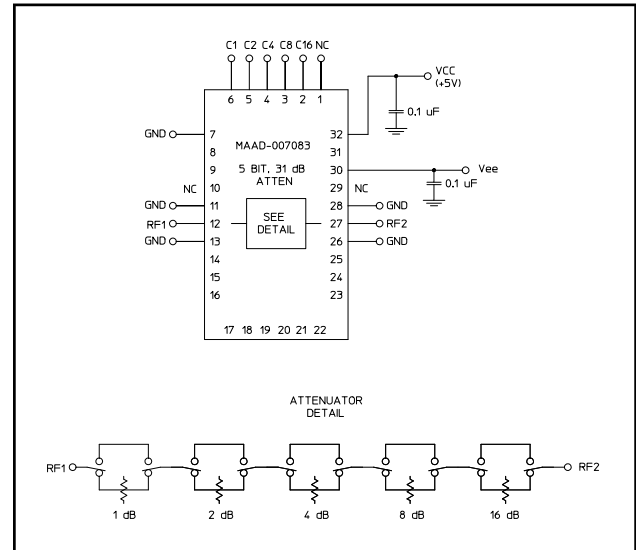 C1 C2 C4 C8 C16 NC
VCC
(+5V)
6 5 4 3 2 1
0.1 uF
GND 7 32
MAAD-007083
8 31
9 5 BIT, 31 dB 30 Vee
ATTEN
NC 10 29 NC 0.1 uF
GND 11 28 GND
RF1 12 SEE 27 RF2
DETAIL
GND 13 26 GND
14 25
15 24
16 23
17 18 19 20 21 22
ATTENUATOR
DETAIL
RF1 RF2
1 dB 2 dB 4 dB 8 dB 16 dB